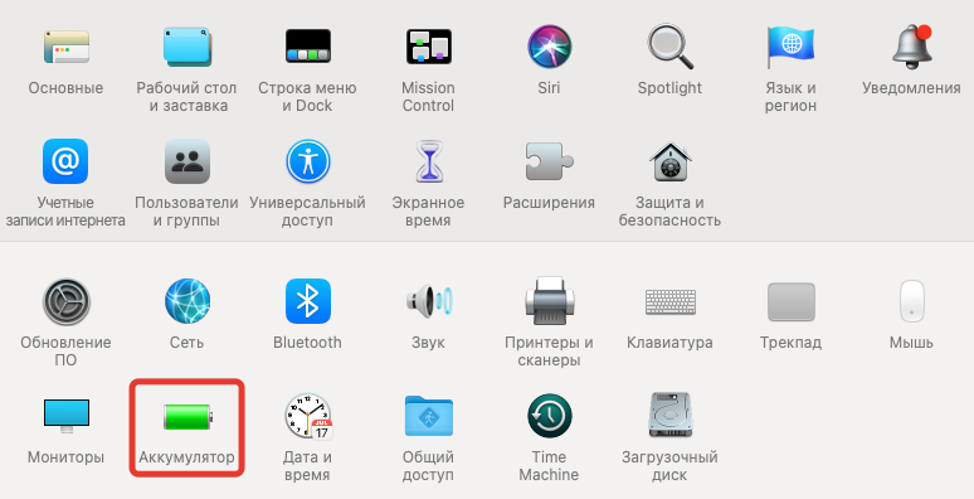 Основные
Рабочий стол
и заставка
Строка меню
и Dock
Mission
Control
Siri
Spotlight
Язык и
регион
Уведомления
Учетные
записи интернета
Пользователи
и группы
Универсальный
доступ
Экранное
время
Расширения
Защита и
безопасность
Обновление
ПО
Сеть
Bluetooth
Звук
Принтеры и
сканеры
Клавиатура
Трекпад
Мышь
Мониторы
Аккумулятор
Дата и
время
Общий
доступ
Time
Machine
Загрузочный
диск